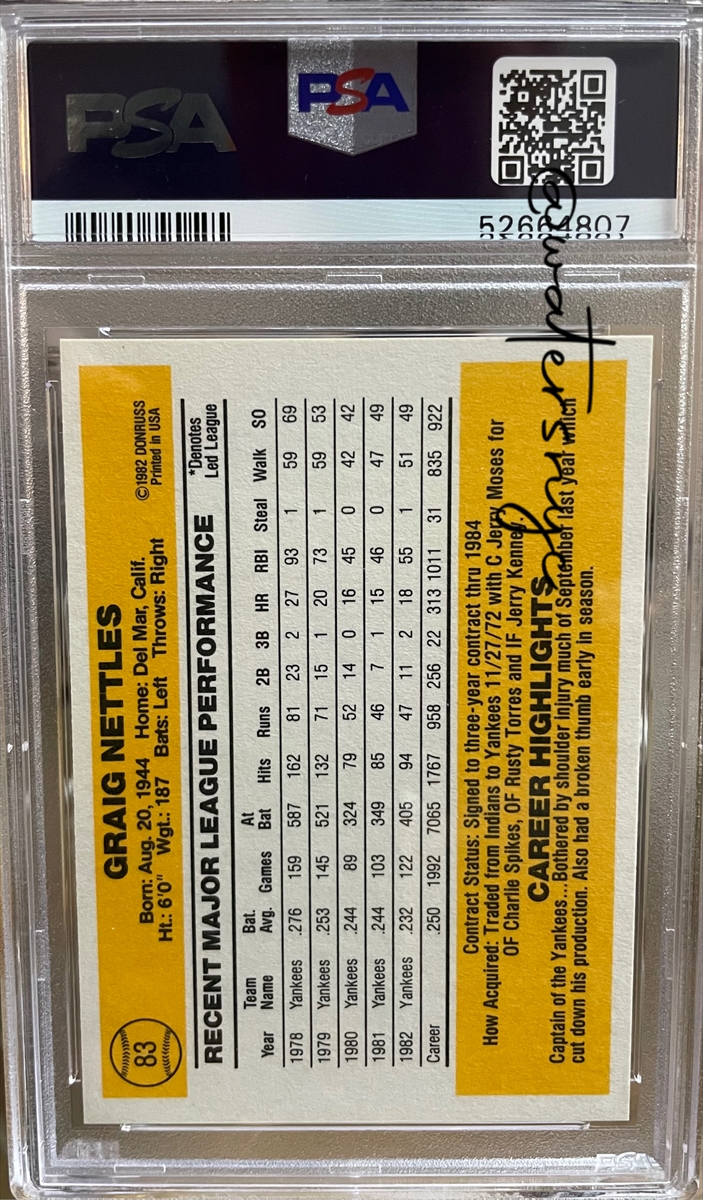 PSA
PSA
52664807
@waterskyc
83
GRAIG NETTLES
Born: Aug. 20, 1944 Home: Del Mar, Calif.
Ht.: 6'0" Wgt.: 187 Bats: Left Throws: Right
©1982 DONRUSS
Printed in USA
RECENT MAJOR LEAGUE PERFORMANCE
*Denotes
Led League
Year Team Name Bat. Avg. Games At Bat Hits Runs 2B 3B HR RBI Steal Walk SO
1978 Yankees .276 159 587 162 81 23 2 27 93 1 59 69
1979 Yankees .253 145 521 132 71 15 1 20 73 1 59 53
1980 Yankees .244 89 324 79 52 14 0 16 45 0 42 42
1981 Yankees .244 103 349 85 46 7 1 15 46 0 47 49
1982 Yankees .232 122 405 94 47 11 2 18 55 1 51 49
Career .250 1992 7065 1767 958 256 22 313 1011 31 835 922
Contract Status: Signed to three-year contract thru 1984
How Acquired: Traded from Indians to Yankees 11/27/72 with C Jerry Moses for
OF Charlie Spikes, OF Rusty Torres and IF Jerry Kenney.
CAREER HIGHLIGHTS
Captain of the Yankees...Bothered by shoulder injury much of September last year which
cut down his production. Also had a broken thumb early in season.
PSA